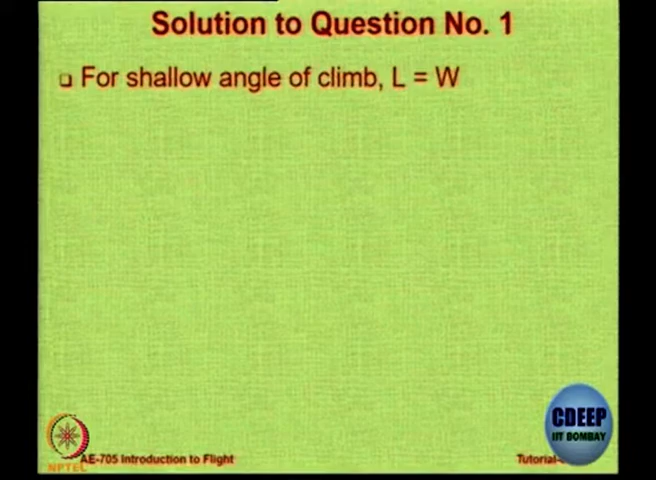 Solution to Question No. 1
For shallow angle of climb, L = W
CDEEP
IIT BOMBAY
NPTEL
AE-705 Introduction to Flight
Tutorial-